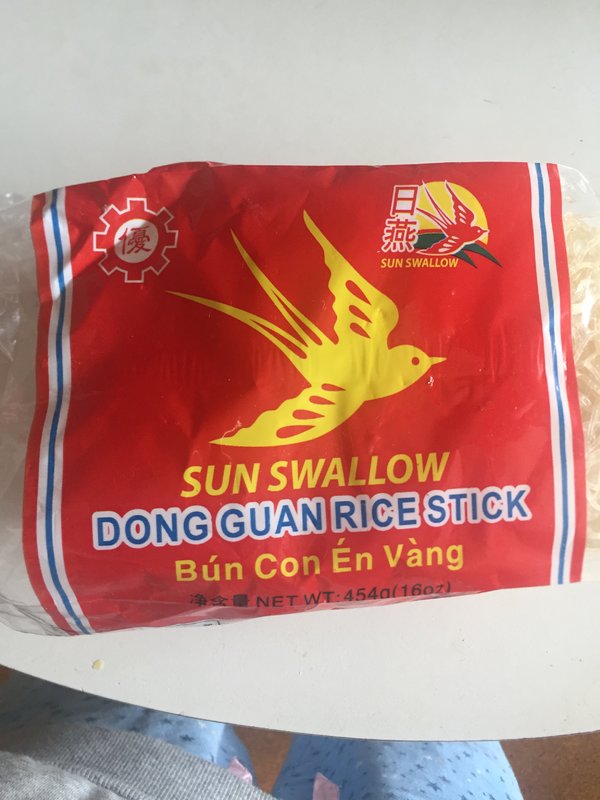 優
日燕
SUN SWALLOW
SUN SWALLOW
DONG GUAN RICE STICK
Bún Con Én Vàng
净含量 NET WT:454g(16oz)